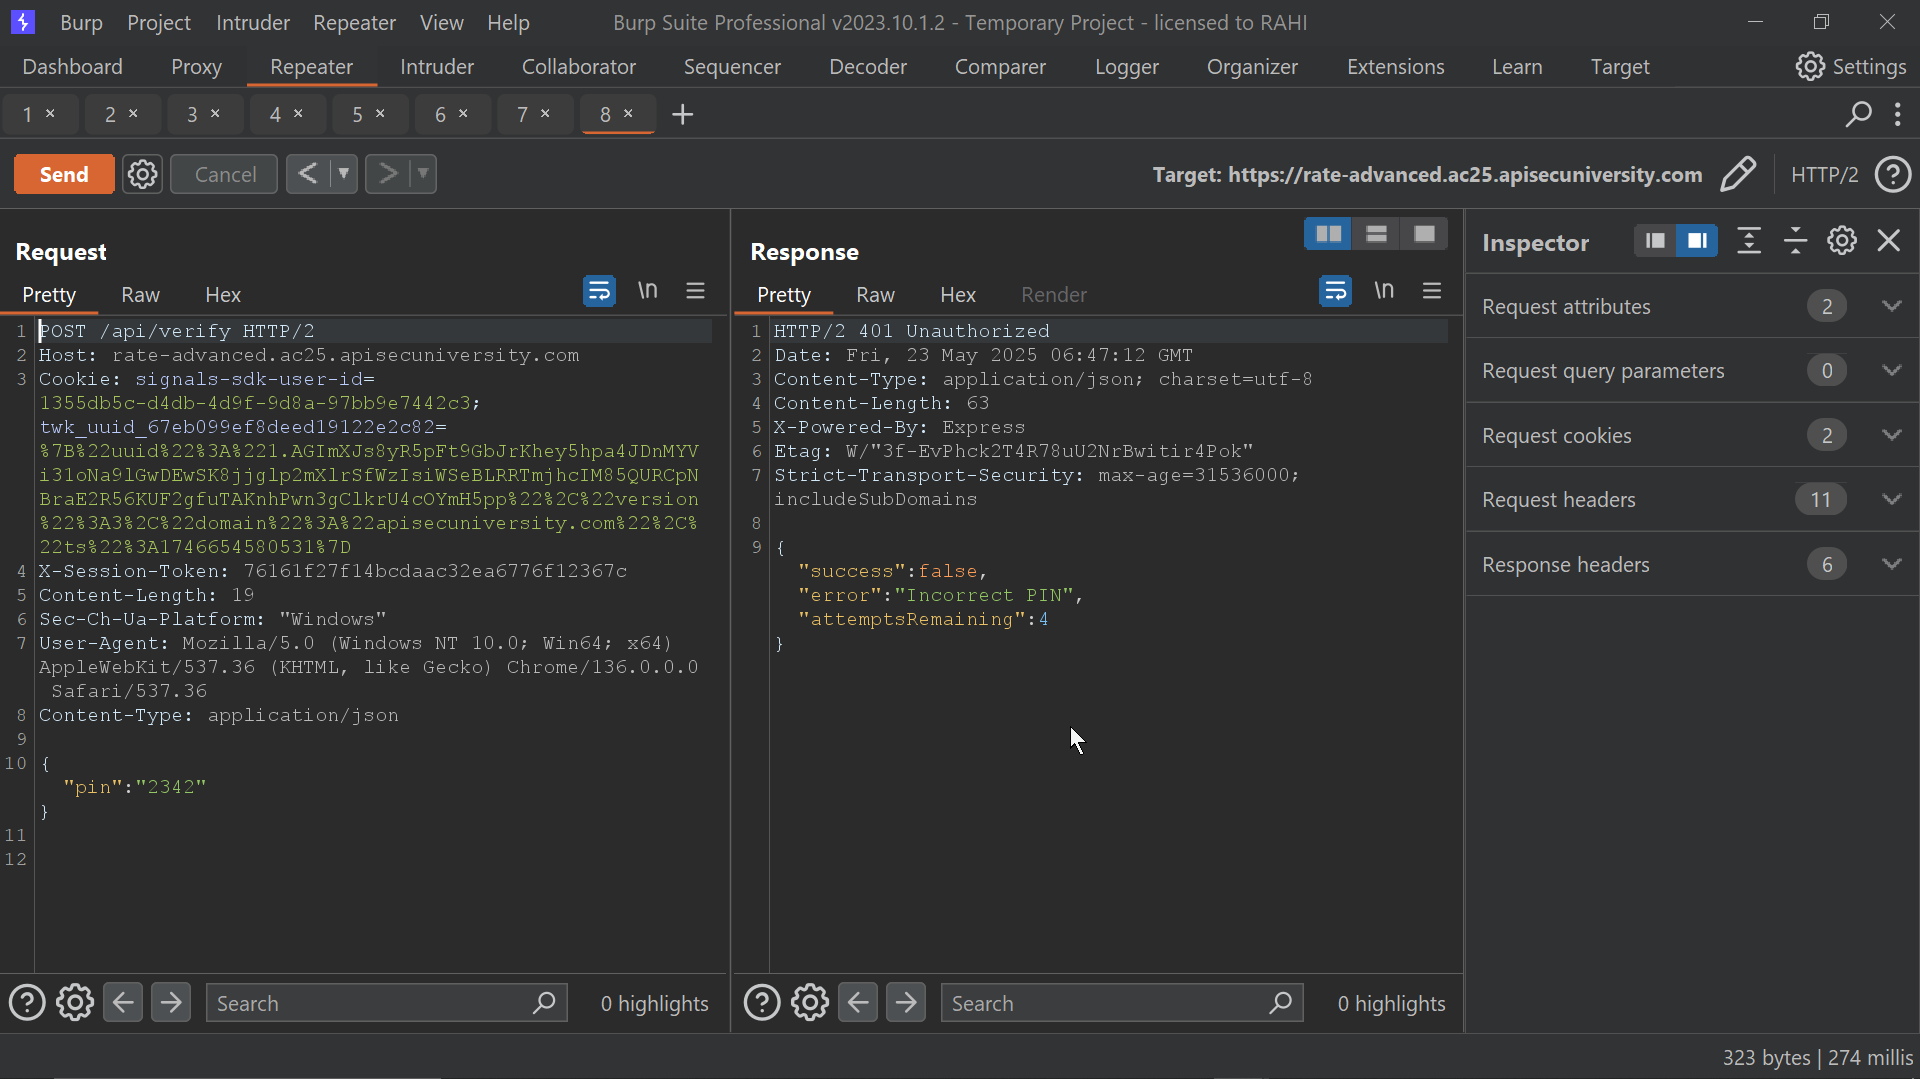 Burp Project Intruder Repeater View Help Burp Suite Professional v2023.10.1.2 - Temporary Project - licensed to RAHI
Dashboard Proxy Repeater Intruder Collaborator Sequencer Decoder Comparer Logger Organizer Extensions Learn Target Settings
1 × 2 × 3 × 4 × 5 × 6 × 7 × 8 × +
Send Cancel < > Target: https://rate-advanced.ac25.apisecuniversity.com HTTP/2 ?
Request
Pretty Raw Hex \n
1 POST /api/verify HTTP/2
2 Host: rate-advanced.ac25.apisecuniversity.com
3 Cookie: signals-sdk-user-id=
1355db5c-d4db-4d9f-9d8a-97bb9e7442c3;
twk_uuid_67eb099ef8deed19122e2c82=
%7B%22uuid%22%3A%221.AGImXJs8yR5pFt9GbJrKhey5hpa4JDnMYV
i31oNa9lGwDEwSK8jjglp2mXlrSfWzIsiWSeBLRRTmjhcIM85QURCpN
BraE2R56KUF2gfuTAKnhPwn3gClkrU4cOYmH5pp%22%2C%22version
%22%3A3%2C%22domain%22%3A%22apisecuniversity.com%22%2C%
22ts%22%3A1746654580531%7D
4 X-Session-Token: 76161f27f14bcdaac32ea6776f12367c
5 Content-Length: 19
6 Sec-Ch-Ua-Platform: "Windows"
7 User-Agent: Mozilla/5.0 (Windows NT 10.0; Win64; x64)
AppleWebKit/537.36 (KHTML, like Gecko) Chrome/136.0.0.0
Safari/537.36
8 Content-Type: application/json
9
10 {
"pin":"2342"
}
11
12
? Search 0 highlights
Response
Pretty Raw Hex Render \n
1 HTTP/2 401 Unauthorized
2 Date: Fri, 23 May 2025 06:47:12 GMT
3 Content-Type: application/json; charset=utf-8
4 Content-Length: 63
5 X-Powered-By: Express
6 Etag: W/"3f-EvPhck2T4R78uU2NrBwitir4Pok"
7 Strict-Transport-Security: max-age=31536000;
includeSubDomains
8
9 {
"success":false,
"error":"Incorrect PIN",
"attemptsRemaining":4
}
? Search 0 highlights
Inspector
Request attributes 2
Request query parameters 0
Request cookies 2
Request headers 11
Response headers 6
323 bytes | 274 millis